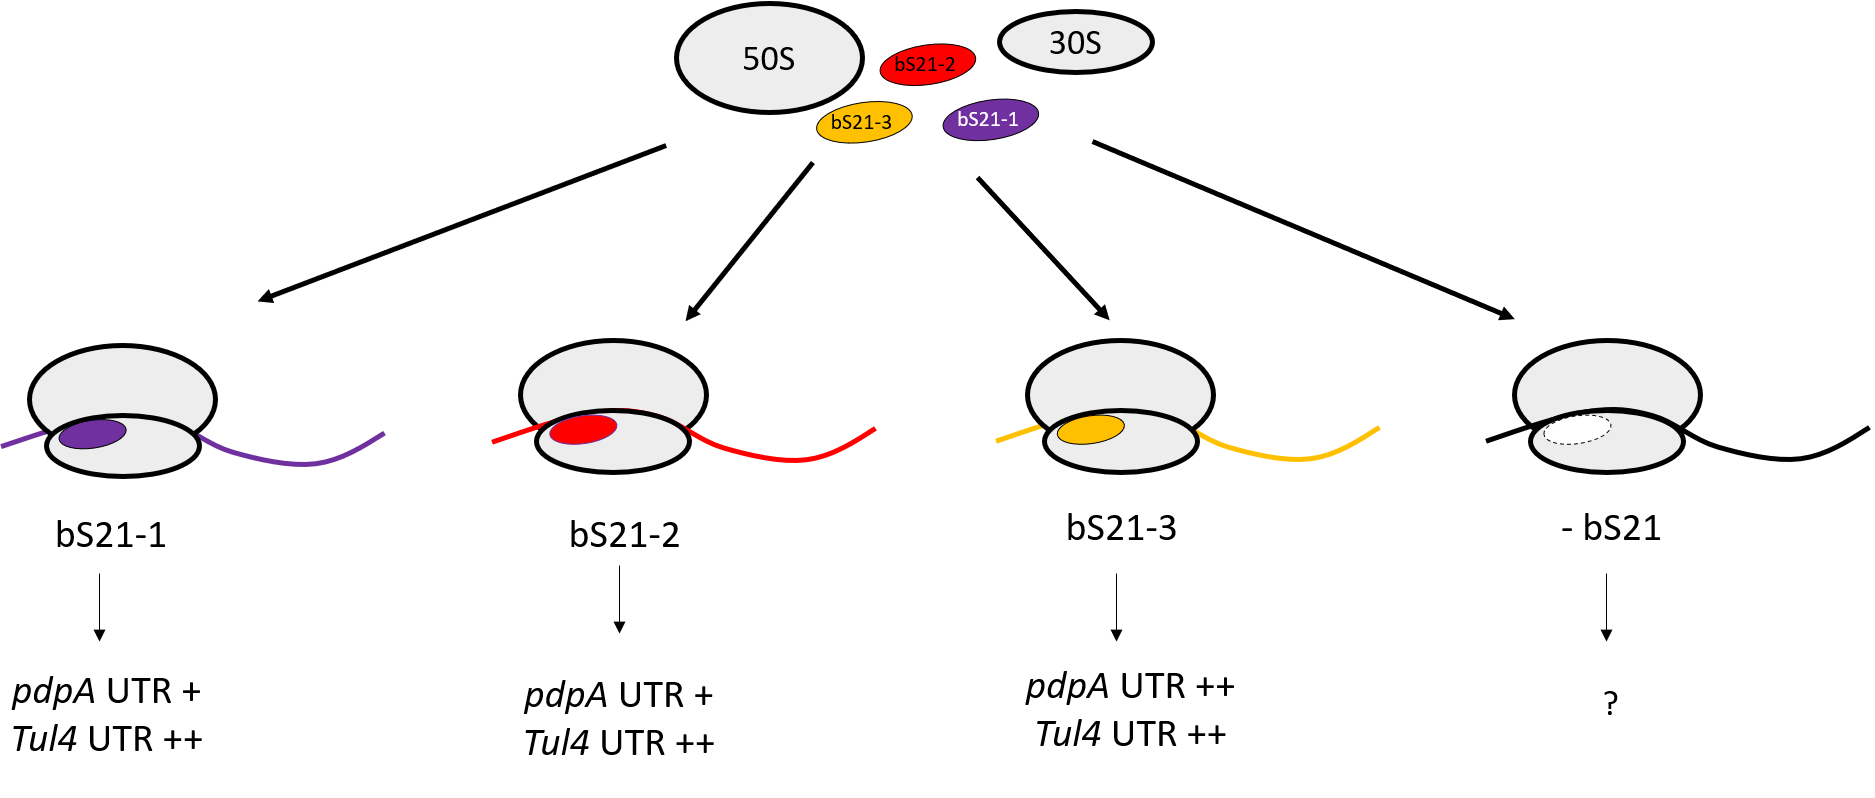 50S
30S
bS21-2
bS21-3
bS21-1
bS21-1
bS21-2
bS21-3
- bS21
pdpA UTR +
Tul4 UTR ++
pdpA UTR +
Tul4 UTR ++
pdpA UTR ++
Tul4 UTR ++
?